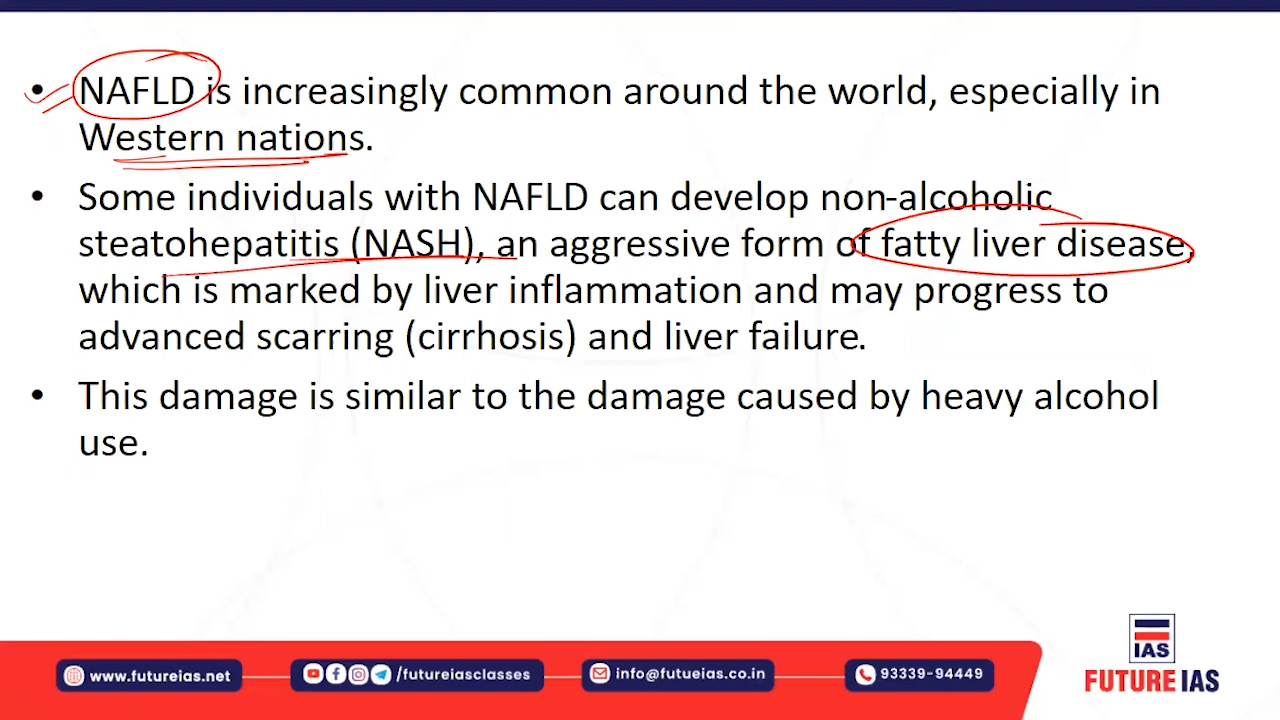 • NAFLD is increasingly common around the world, especially in
Western nations.
• Some individuals with NAFLD can develop non-alcoholic
steatohepatitis (NASH), an aggressive form of fatty liver disease,
which is marked by liver inflammation and may progress to
advanced scarring (cirrhosis) and liver failure.
• This damage is similar to the damage caused by heavy alcohol
use.
IAS
FUTURE IAS
www.futureias.net
/futureiasclasses
info@futueias.co.in
93339-94449